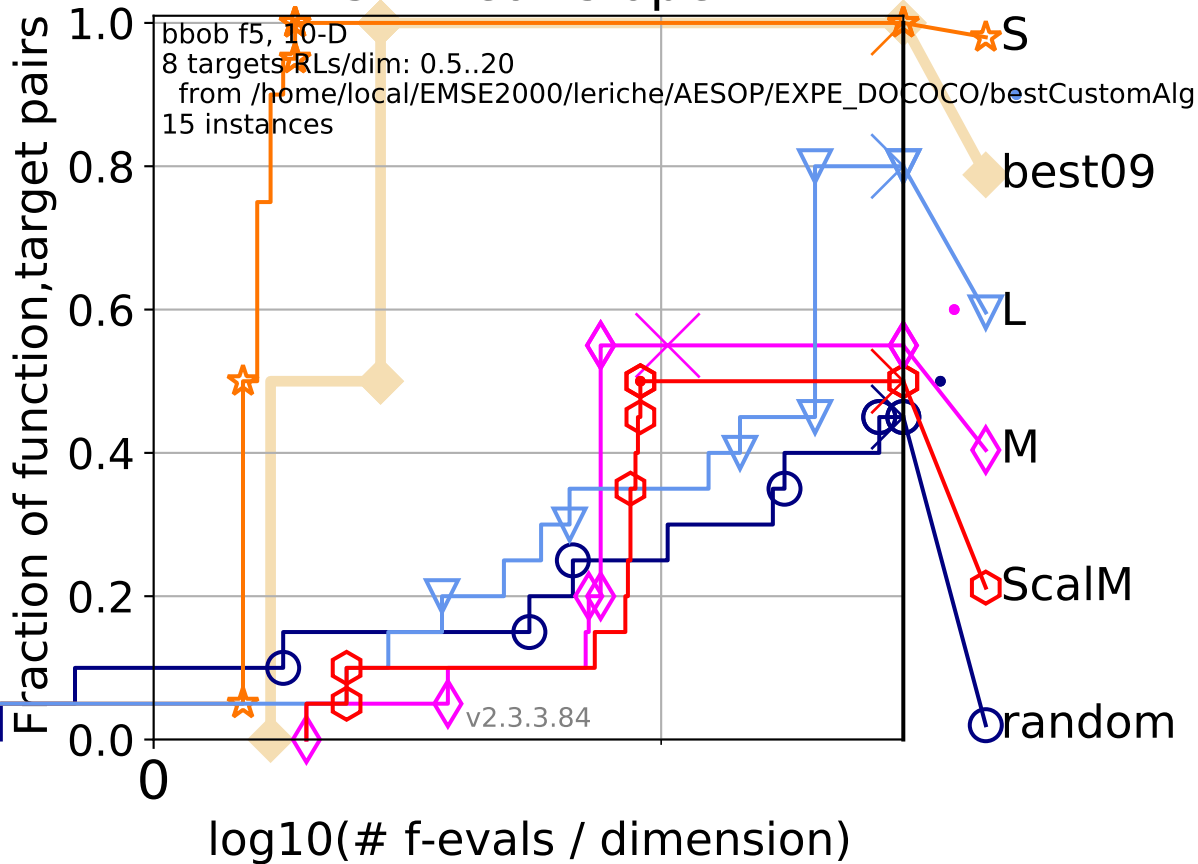 1.0
bbob f5, 10-D
8 targets RLs/dim: 0.5..20
from /home/local/EMSE2000/leriche/AESOP/EXPE_DOCOCO/bestCustomAlg
15 instances
0.8
0.6
0.4
0.2
0.0
Fraction of function,target pairs
S
best09
L
M
ScalM
random
v2.3.3.84
0
log10(# f-evals / dimension)